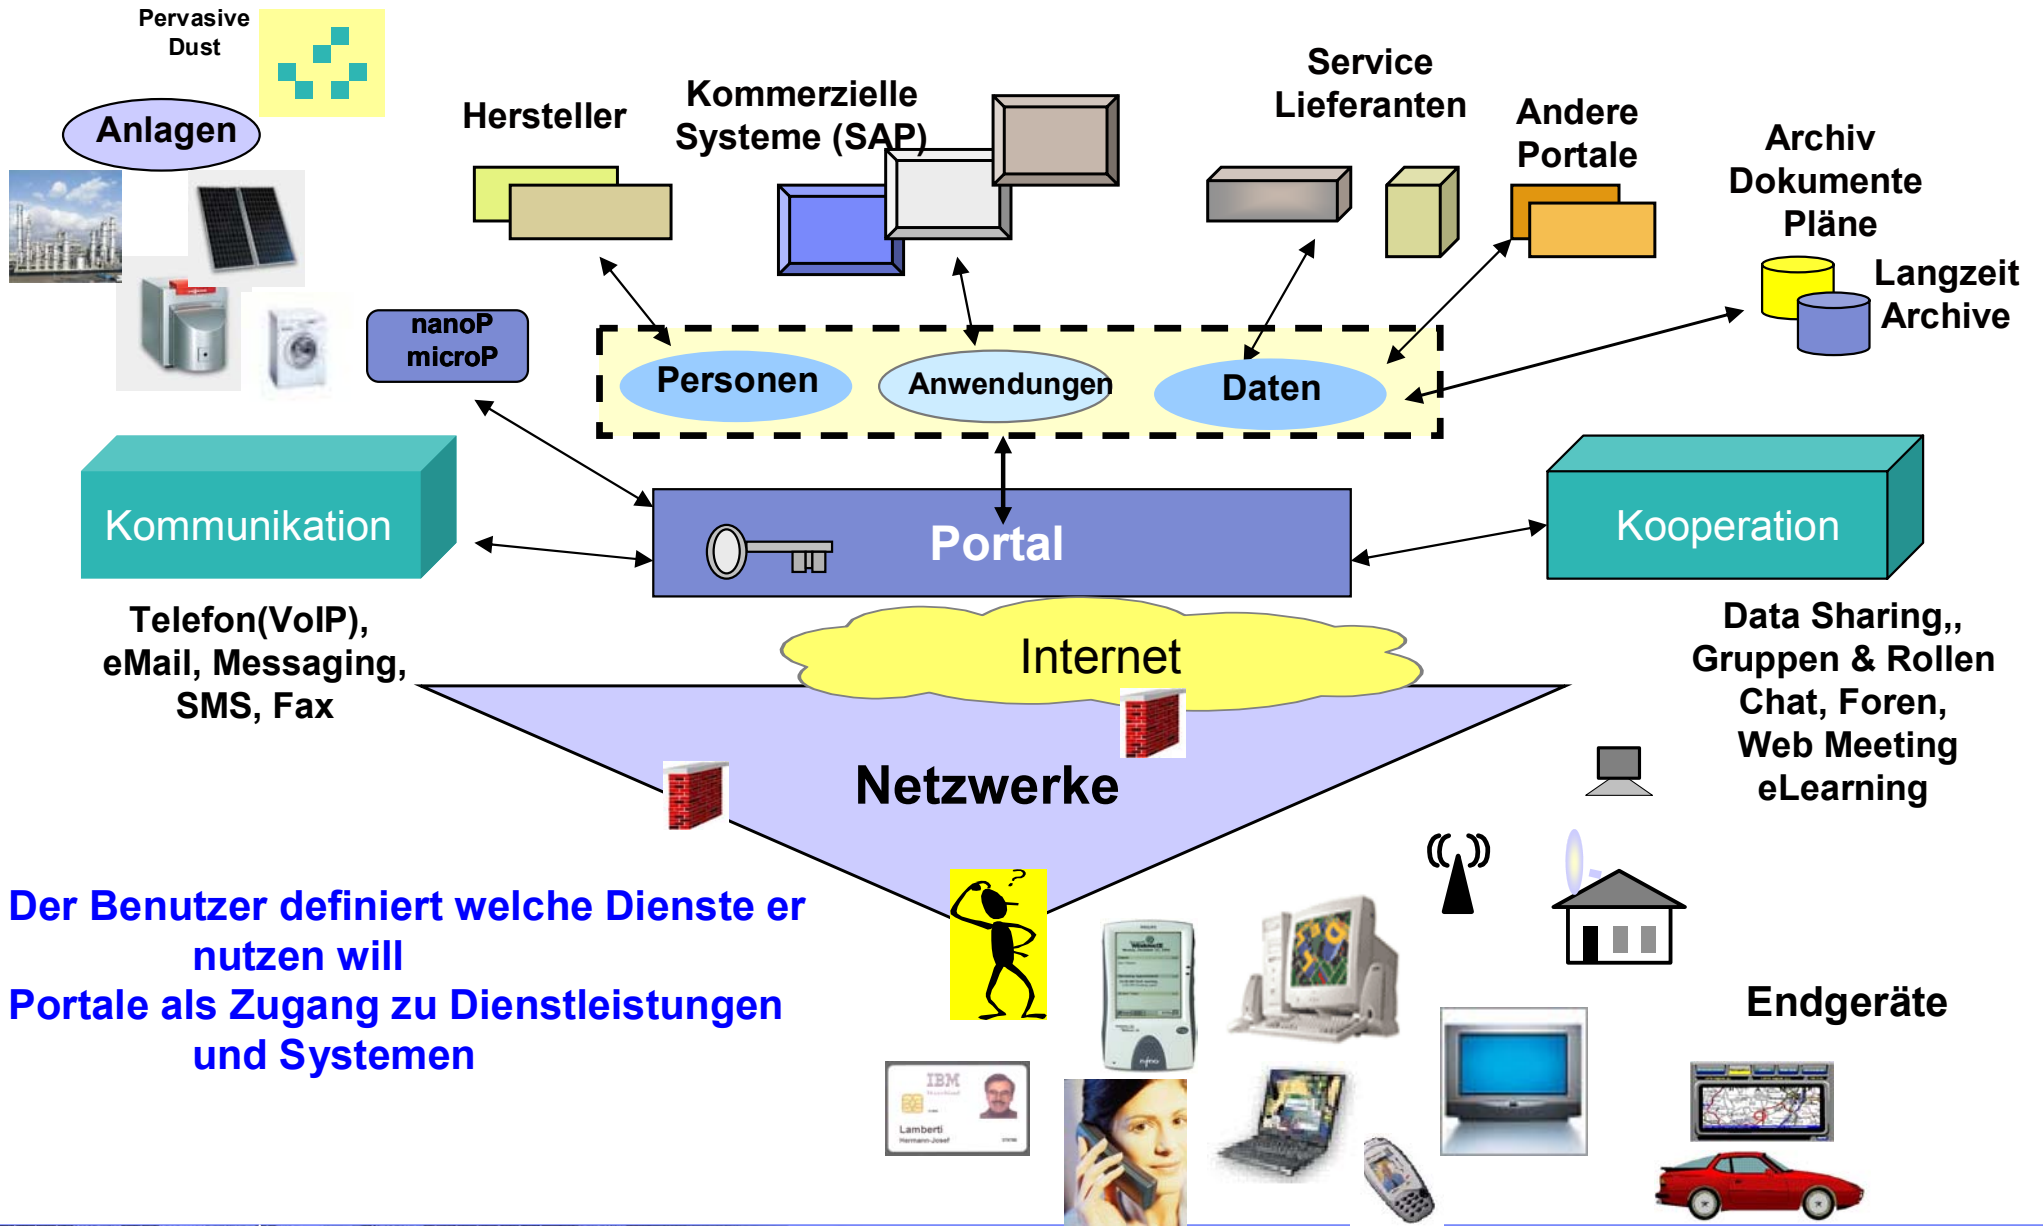 Pervasive
Dust
Anlagen
Hersteller
Kommerzielle
Systeme (SAP)
Service
Lieferanten
Andere
Portale
Archiv
Dokumente
Pläne
Langzeit
Archive
nanoP
microP
Personen
Anwendungen
Daten
Kommunikation
Portal
Kooperation
Telefon(VoIP),
eMail, Messaging,
SMS, Fax
Internet
Data Sharing,,
Gruppen & Rollen
Chat, Foren,
Web Meeting
eLearning
Netzwerke
Der Benutzer definiert welche Dienste er
nutzen will
Portale als Zugang zu Dienstleistungen
und Systemen
Endgeräte
IBM
Lamberti
Hermann-Josef